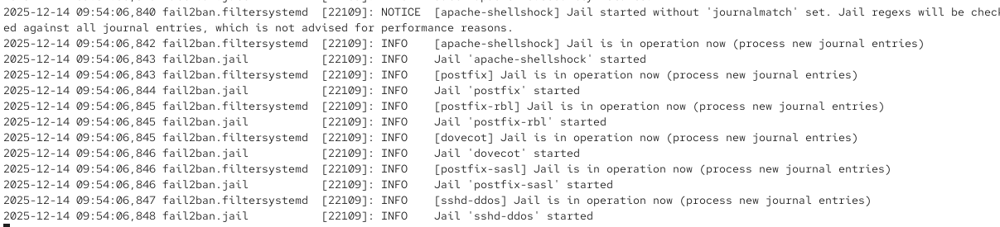 2025-12-14 09:54:06,840 fail2ban.filtersystemd  [22109]: NOTICE  [apache-shellshock] Jail started without 'journalmatch' set. Jail regexs will be check
ed against all journal entries, which is not advised for performance reasons.
2025-12-14 09:54:06,842 fail2ban.filtersystemd  [22109]: INFO    [apache-shellshock] Jail is in operation now (process new journal entries)
2025-12-14 09:54:06,843 fail2ban.jail           [22109]: INFO    Jail 'apache-shellshock' started
2025-12-14 09:54:06,843 fail2ban.filtersystemd  [22109]: INFO    [postfix] Jail is in operation now (process new journal entries)
2025-12-14 09:54:06,844 fail2ban.jail           [22109]: INFO    Jail 'postfix' started
2025-12-14 09:54:06,845 fail2ban.filtersystemd  [22109]: INFO    [postfix-rbl] Jail is in operation now (process new journal entries)
2025-12-14 09:54:06,845 fail2ban.jail           [22109]: INFO    Jail 'postfix-rbl' started
2025-12-14 09:54:06,845 fail2ban.filtersystemd  [22109]: INFO    [dovecot] Jail is in operation now (process new journal entries)
2025-12-14 09:54:06,846 fail2ban.jail           [22109]: INFO    Jail 'dovecot' started
2025-12-14 09:54:06,846 fail2ban.filtersystemd  [22109]: INFO    [postfix-sasl] Jail is in operation now (process new journal entries)
2025-12-14 09:54:06,846 fail2ban.jail           [22109]: INFO    Jail 'postfix-sasl' started
2025-12-14 09:54:06,847 fail2ban.filtersystemd  [22109]: INFO    [sshd-ddos] Jail is in operation now (process new journal entries)
2025-12-14 09:54:06,848 fail2ban.jail           [22109]: INFO    Jail 'sshd-ddos' started